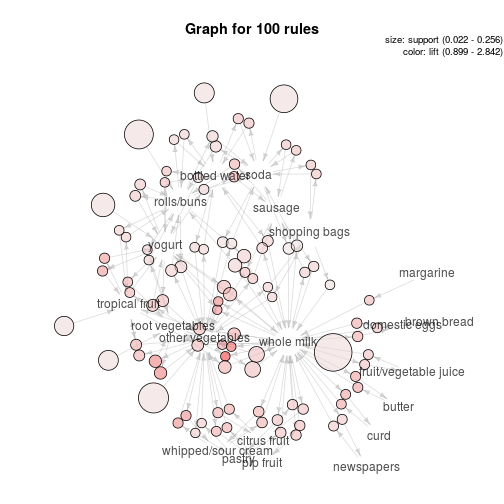 Graph for 100 rules
size: support (0.022 - 0.256)
color: lift (0.899 - 2.842)
bottled water
soda
rolls/buns
sausage
shopping bags
yogurt
margarine
tropical fruit
root vegetables
domestic eggs
brown bread
other vegetables
whole milk
fruit/vegetable juice
butter
curd
citrus fruit
whipped/sour cream
pastry
pip fruit
newspapers